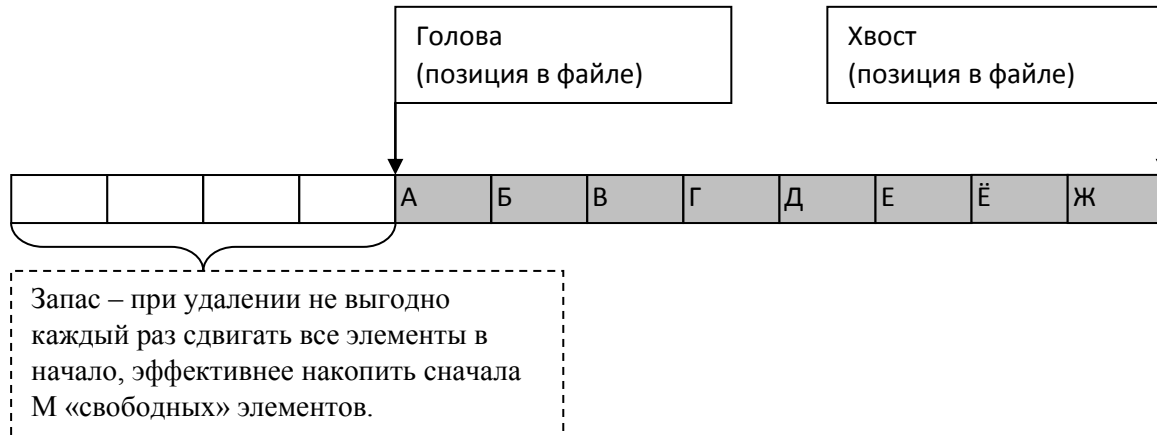 Голова
(позиция в файле)
Хвост
(позиция в файле)
А Б В Г Д Е Ё Ж
Запас – при удалении не выгодно
каждый раз сдвигать все элементы в
начало, эффективнее накопить сначала
М «свободных» элементов.